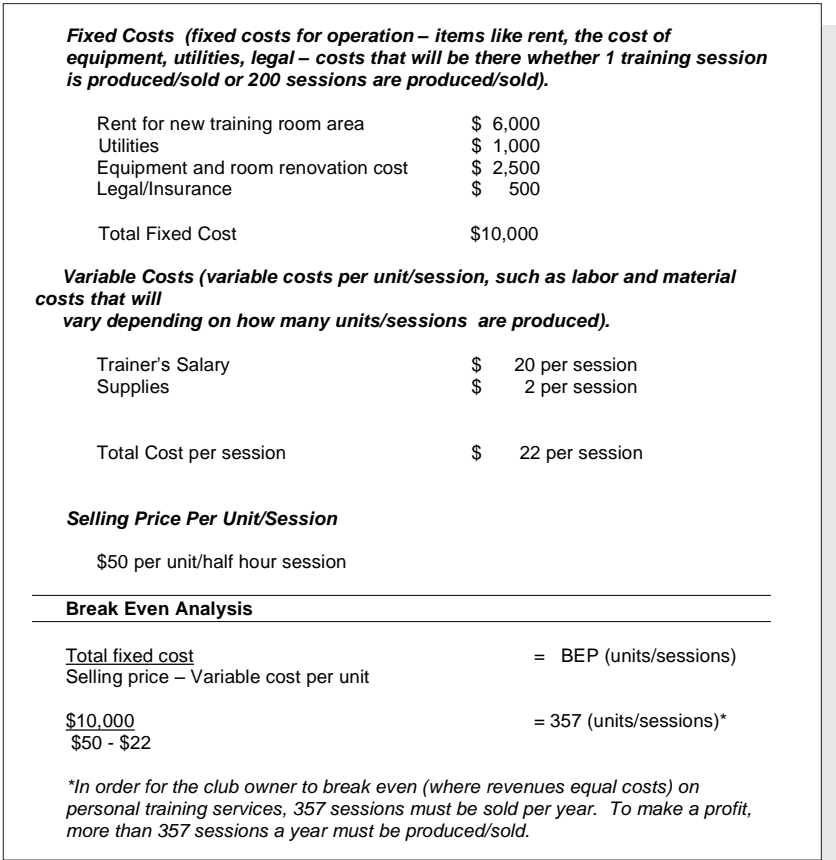 Fixed Costs (fixed costs for operation – items like rent, the cost of
equipment, utilities, legal – costs that will be there whether 1 training session
is produced/sold or 200 sessions are produced/sold).
Rent for new training room area $ 6,000
Utilities $ 1,000
Equipment and room renovation cost $ 2,500
Legal/Insurance $ 500
Total Fixed Cost $10,000
Variable Costs (variable costs per unit/session, such as labor and material
costs that will
vary depending on how many units/sessions are produced).
Trainer's Salary $ 20 per session
Supplies $ 2 per session
Total Cost per session $ 22 per session
Selling Price Per Unit/Session
$50 per unit/half hour session
Break Even Analysis
Total fixed cost = BEP (units/sessions)
Selling price – Variable cost per unit
$10,000 = 357 (units/sessions)*
$50 - $22
*In order for the club owner to break even (where revenues equal costs) on
personal training services, 357 sessions must be sold per year. To make a profit,
more than 357 sessions a year must be produced/sold.